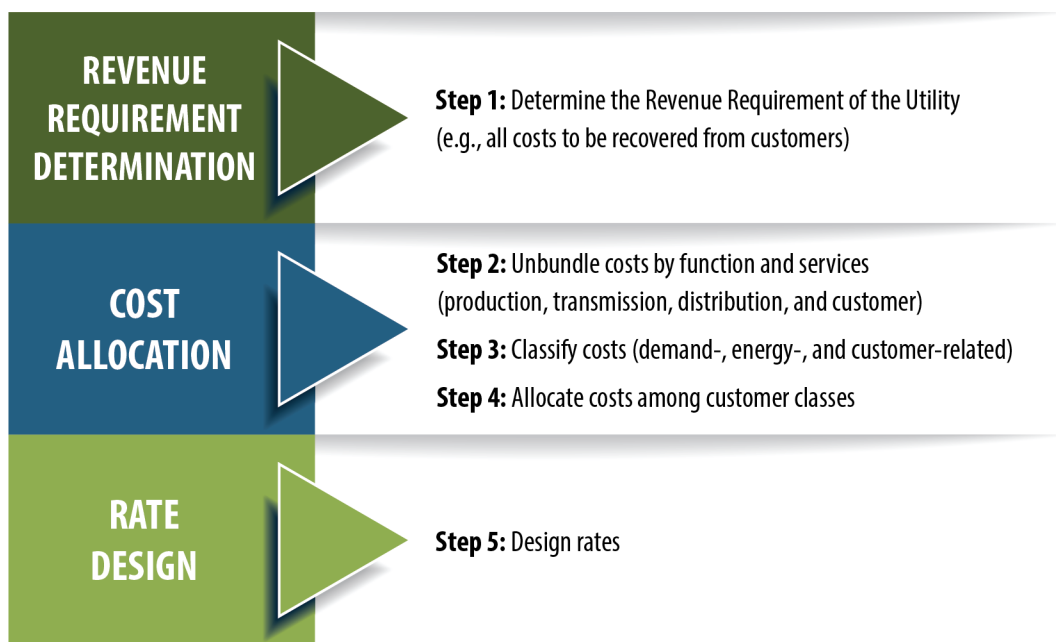 REVENUE
REQUIREMENT
DETERMINATION
Step 1: Determine the Revenue Requirement of the Utility
(e.g., all costs to be recovered from customers)
COST
ALLOCATION
Step 2: Unbundle costs by function and services
(production, transmission, distribution, and customer)
Step 3: Classify costs (demand-, energy-, and customer-related)
Step 4: Allocate costs among customer classes
RATE
DESIGN
Step 5: Design rates